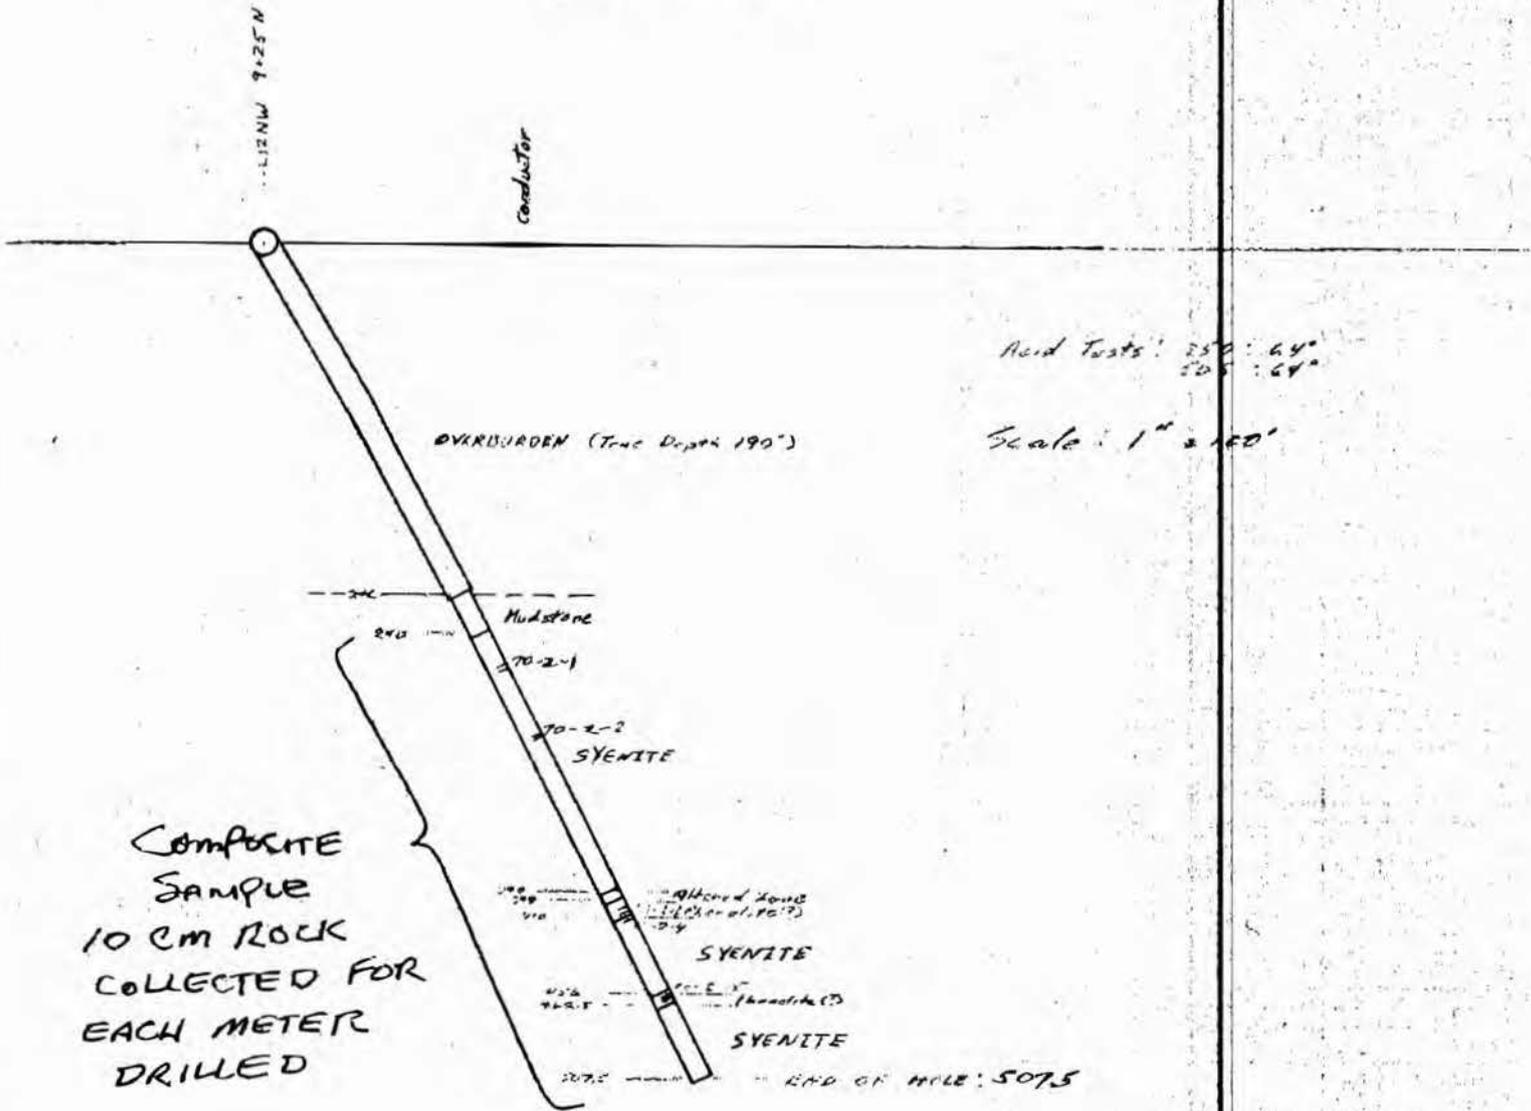 L12NW 9+25N
Conductor
Acid Tests: 250 : 64°
505 : 64°
Scale : 1"
OVERBURDEN (True Depth 190')
Mudstone
240
70-2-1
70-2-2
SYENITE
COMPOSITE
SAMPLE
10 cm ROCK
COLLECTED FOR
EACH METER
DRILLED
Altered Zone
SYENITE
Phonolite(?)
SYENITE
507.5
END OF HOLE: 507.5